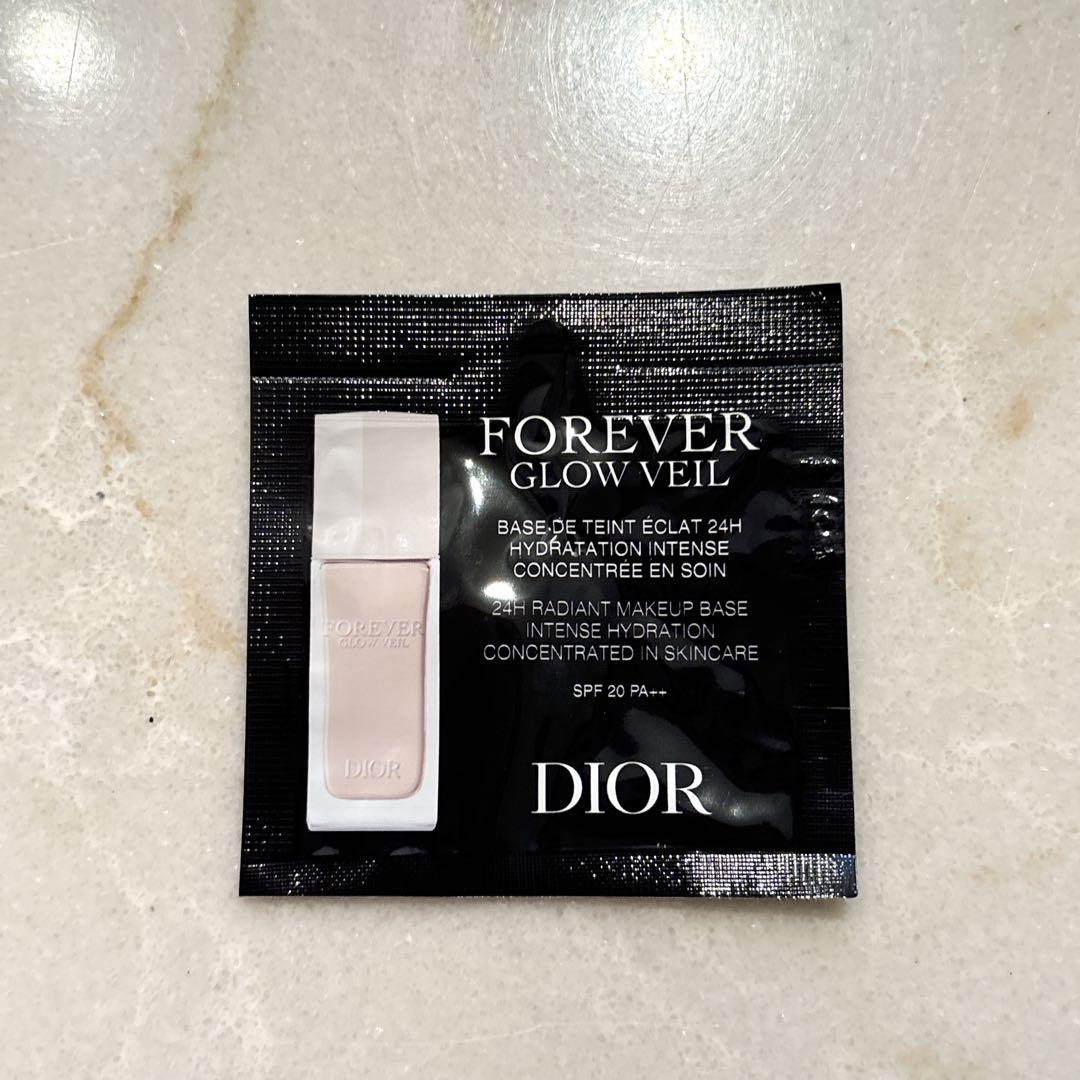 FOREVER
GLOW VEIL
BASE DE TEINT ÉCLAT 24H
HYDRATATION INTENSE
CONCENTRÉE EN SOIN
24H RADIANT MAKEUP BASE
INTENSE HYDRATION
CONCENTRATED IN SKINCARE
SPF 20 PA++
DIOR
FOREVER
GLOW VEIL
DIOR